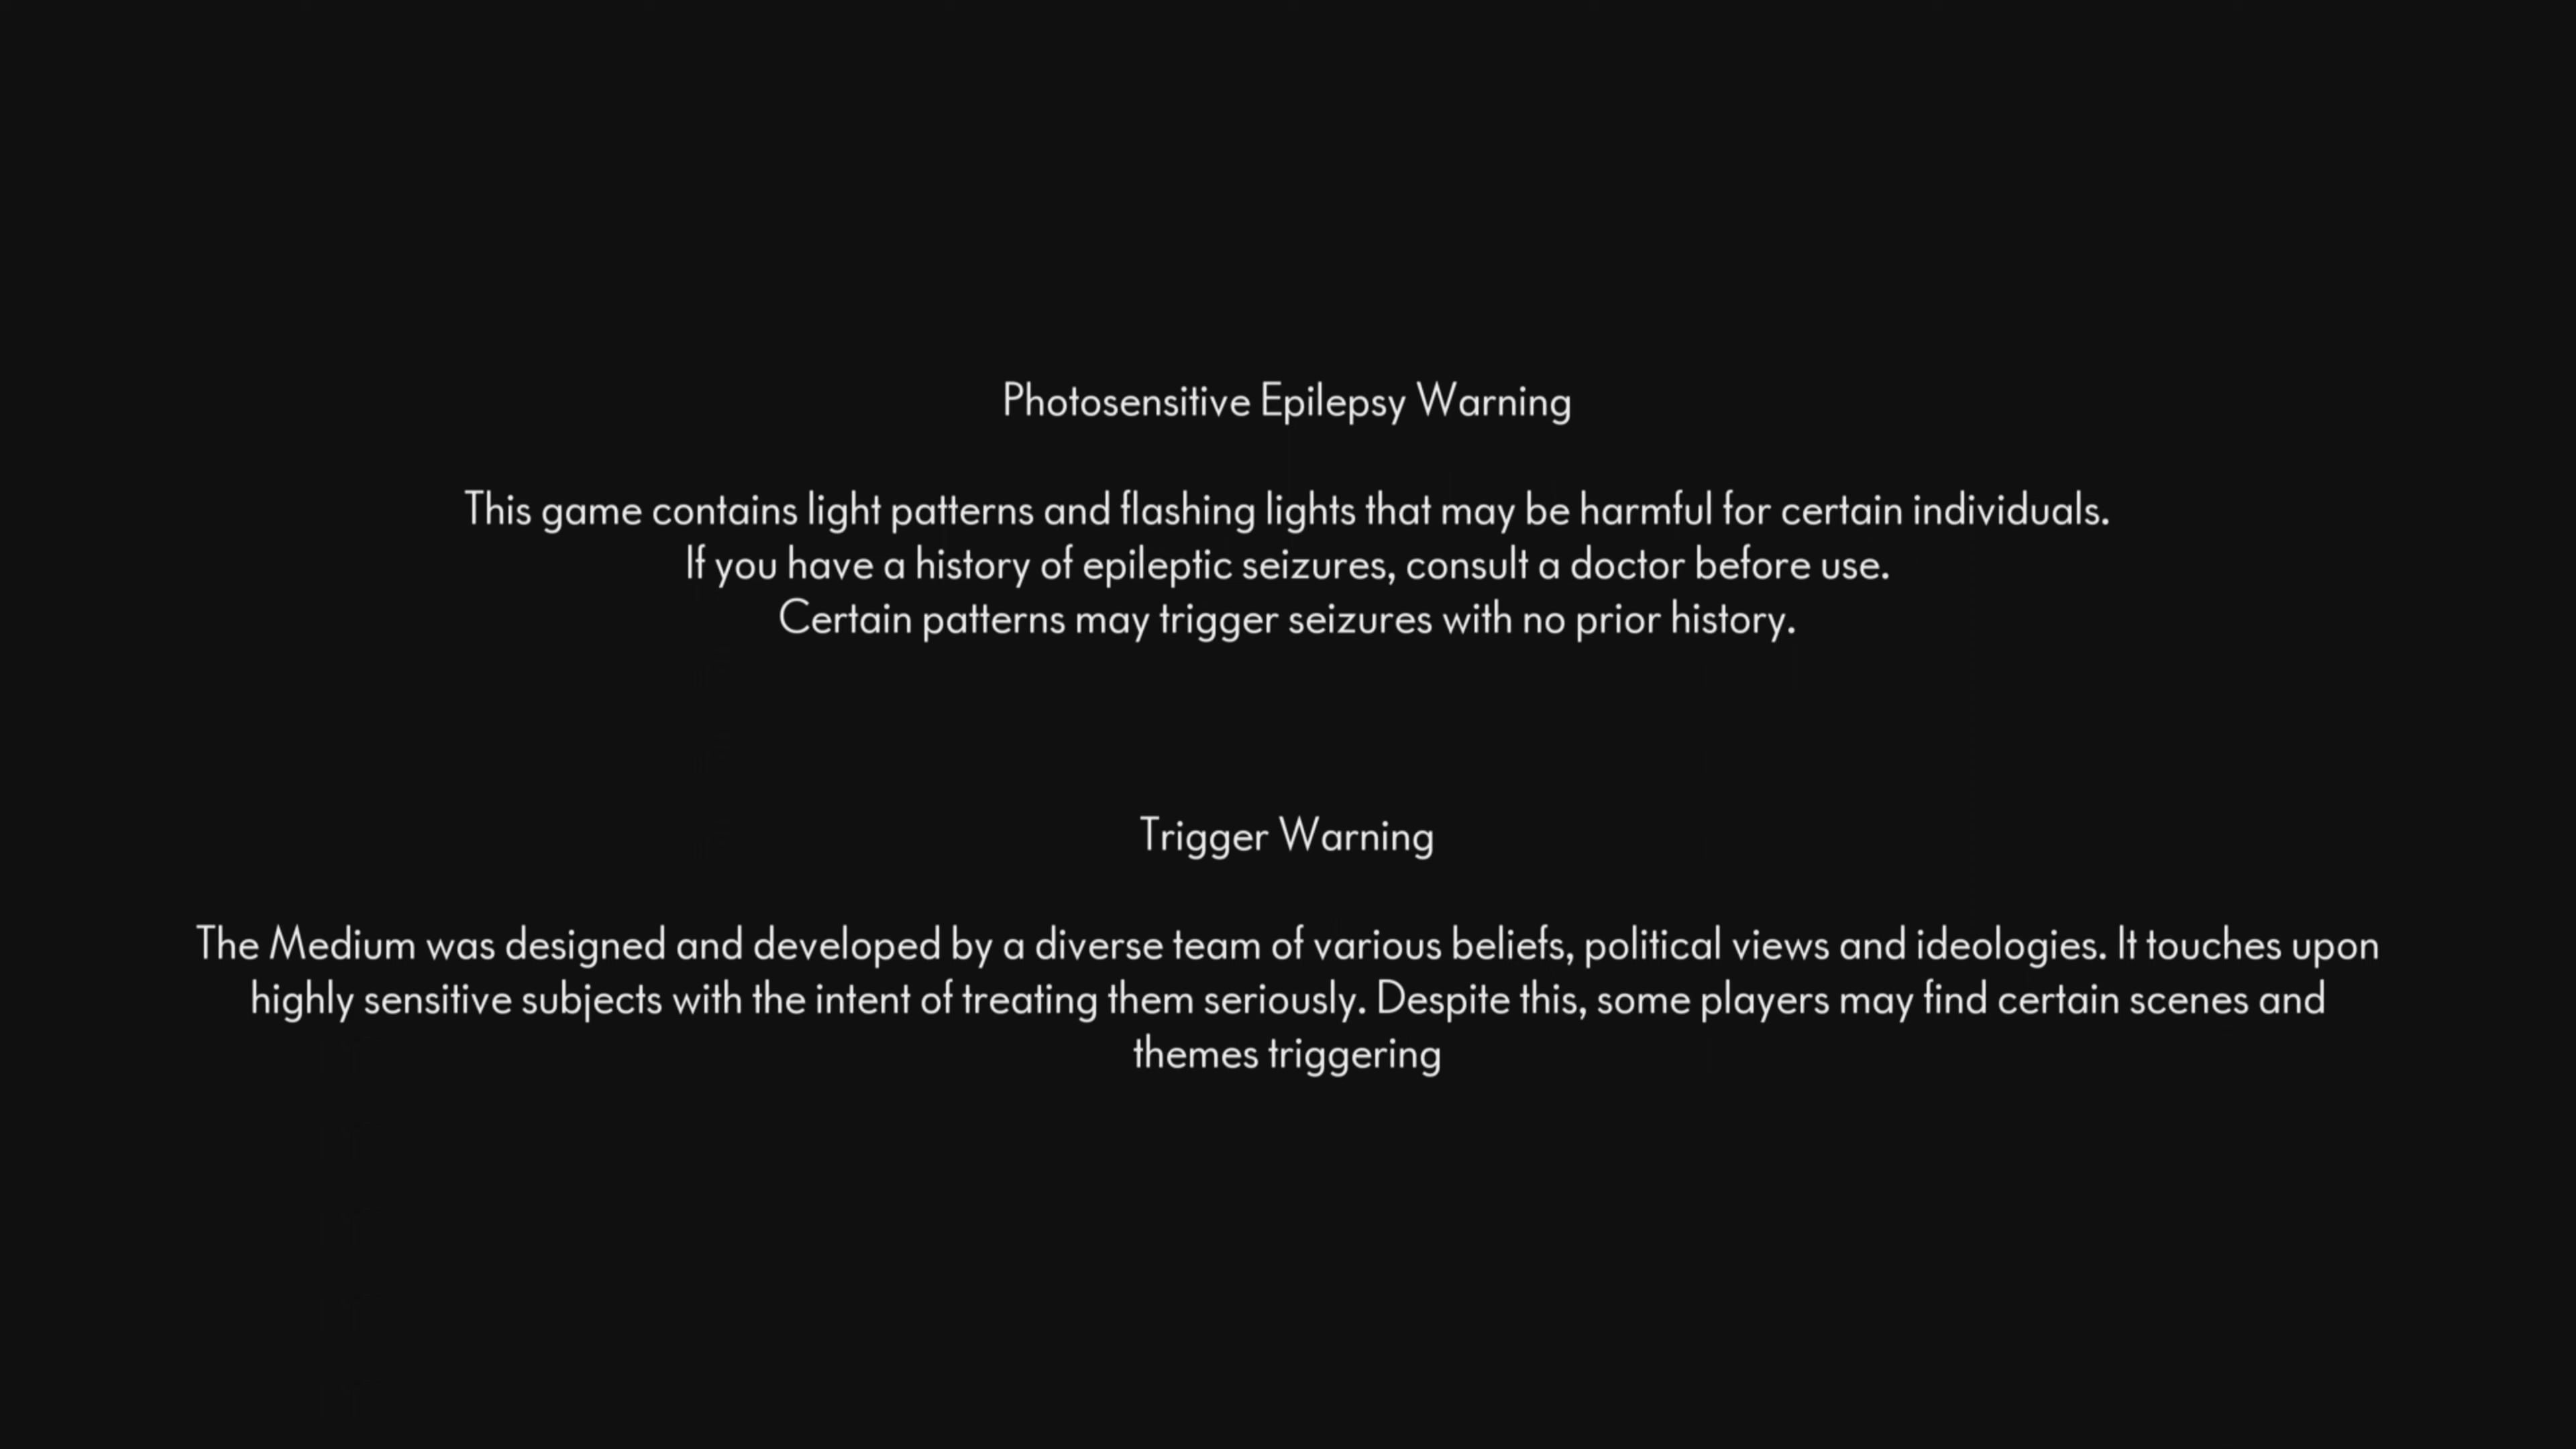 Photosensitive Epilepsy Warning
This game contains light patterns and flashing lights that may be harmful for certain individuals.
If you have a history of epileptic seizures, consult a doctor before use.
Certain patterns may trigger seizures with no prior history.
Trigger Warning
The Medium was designed and developed by a diverse team of various beliefs, political views and ideologies. It touches upon
highly sensitive subjects with the intent of treating them seriously. Despite this, some players may find certain scenes and
themes triggering